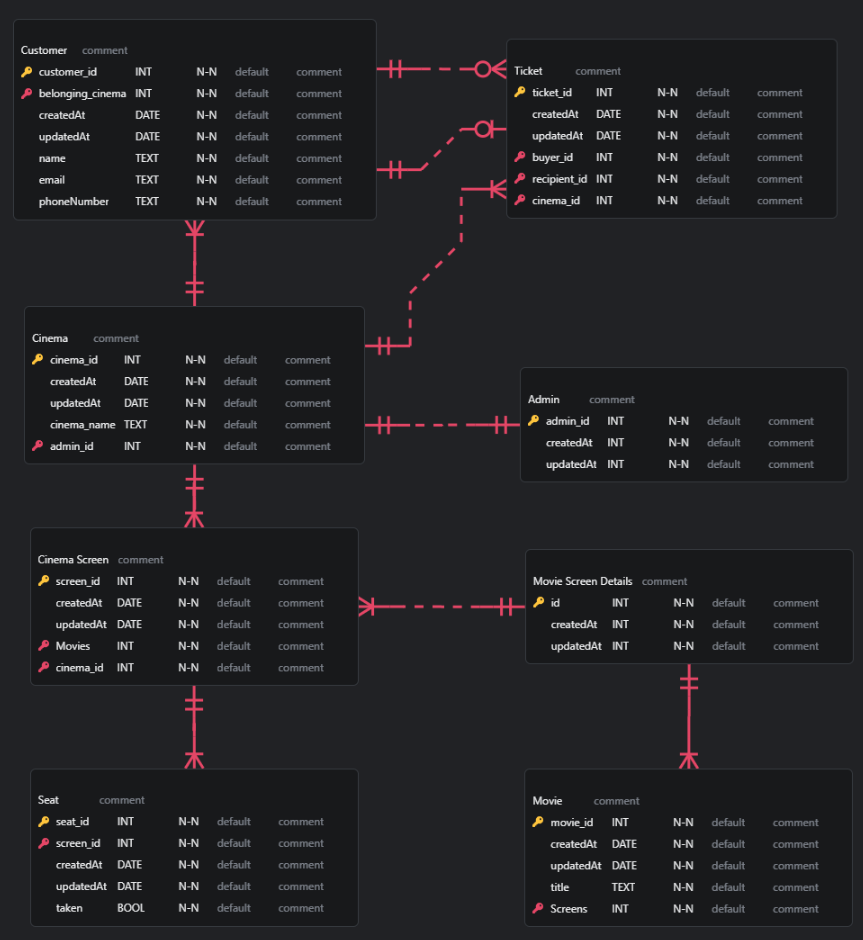 Customer comment
customer_id INT N-N default comment
belonging_cinema INT N-N default comment
createdAt DATE N-N default comment
updatedAt DATE N-N default comment
name TEXT N-N default comment
email TEXT N-N default comment
phoneNumber TEXT N-N default comment
Ticket comment
ticket_id INT N-N default comment
createdAt DATE N-N default comment
updatedAt DATE N-N default comment
buyer_id INT N-N default comment
recipient_id INT N-N default comment
cinema_id INT N-N default comment
Cinema comment
cinema_id INT N-N default comment
createdAt DATE N-N default comment
updatedAt DATE N-N default comment
cinema_name TEXT N-N default comment
admin_id INT N-N default comment
Admin comment
admin_id INT N-N default comment
createdAt INT N-N default comment
updatedAt INT N-N default comment
Cinema Screen comment
screen_id INT N-N default comment
createdAt DATE N-N default comment
updatedAt DATE N-N default comment
Movies INT N-N default comment
cinema_id INT N-N default comment
Movie Screen Details comment
id INT N-N default comment
createdAt INT N-N default comment
updatedAt INT N-N default comment
Seat comment
seat_id INT N-N default comment
screen_id INT N-N default comment
createdAt DATE N-N default comment
updatedAt DATE N-N default comment
taken BOOL N-N default comment
Movie comment
movie_id INT N-N default comment
createdAt DATE N-N default comment
updatedAt DATE N-N default comment
title TEXT N-N default comment
Screens INT N-N default comment